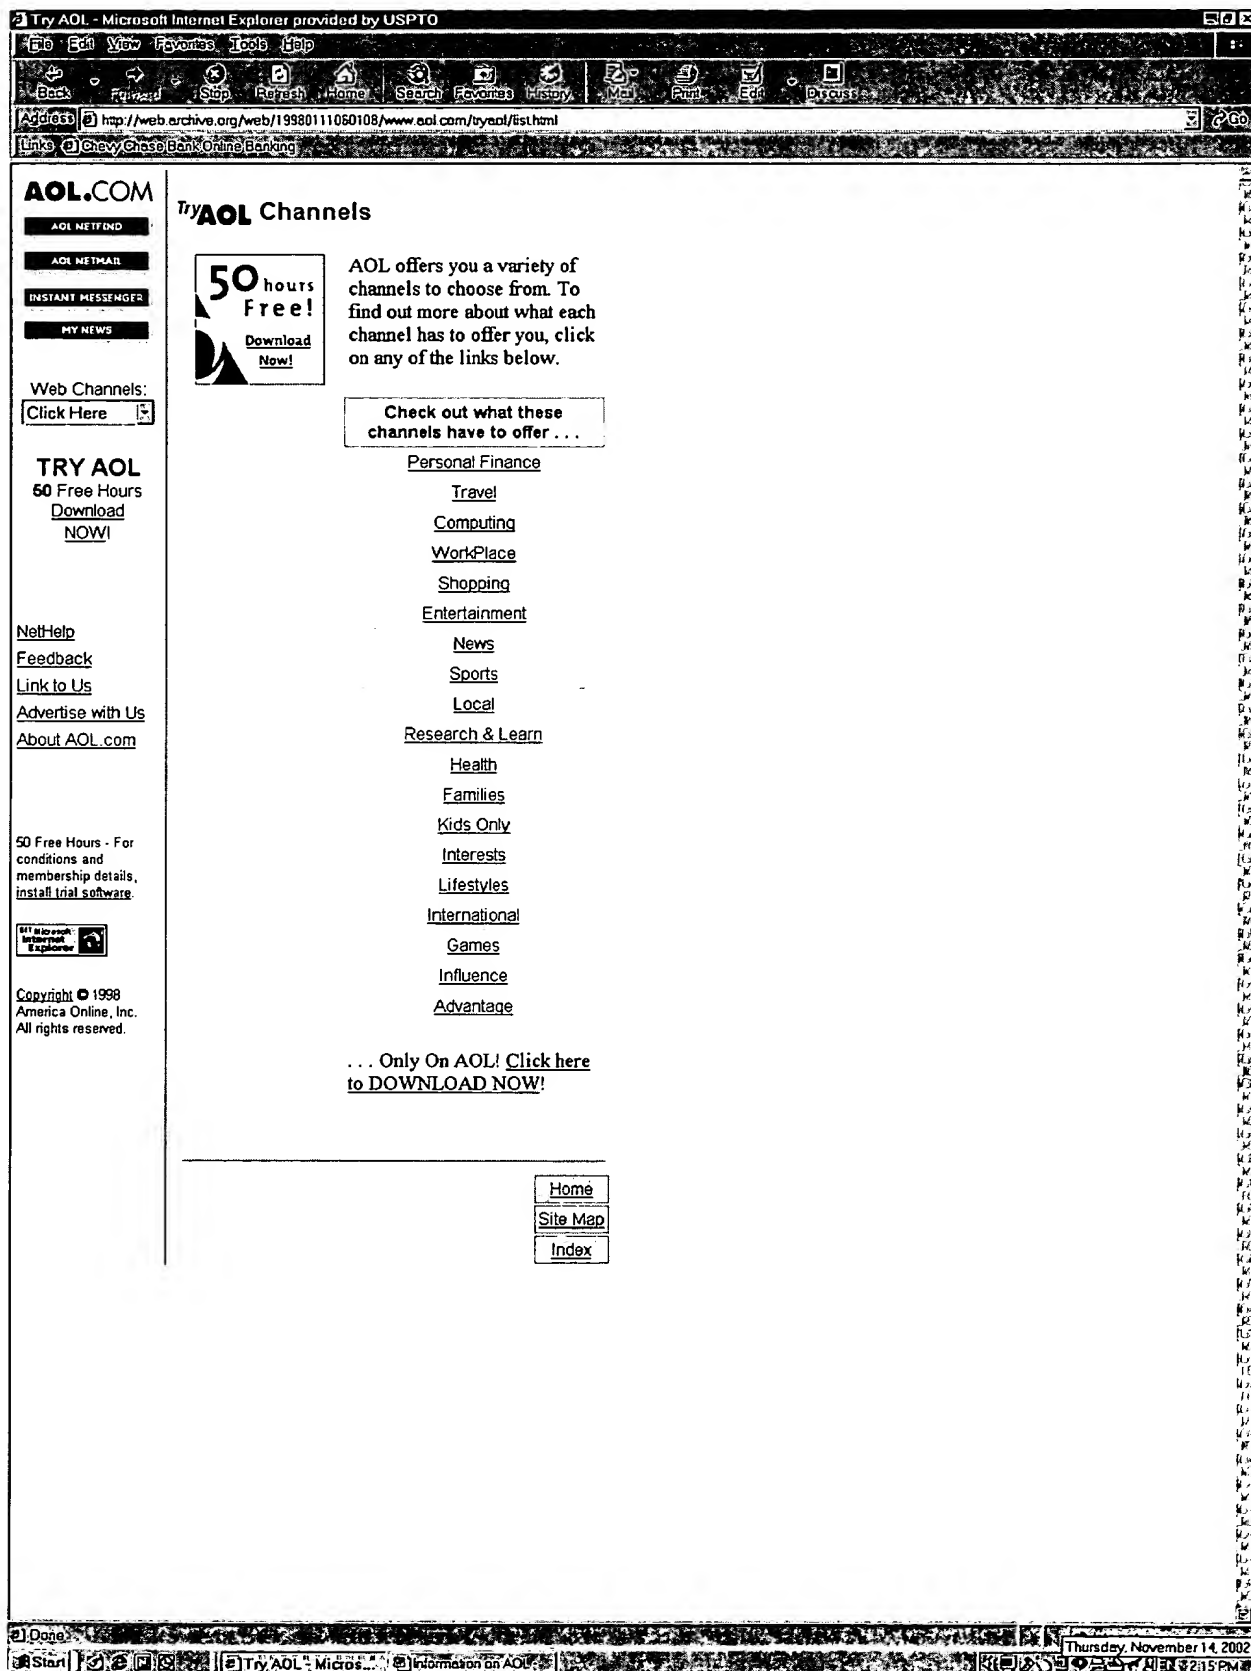 Try AOL - Microsoft Internet Explorer provided by USPTO
File Edit View Favorites Tools Help
Back Forward Stop Refresh Home Search Favorites History Mail Print Edit Discuss
Address http://web.archive.org/web/19980111060108/www.aol.com/tryaol/list.html Go
Links Chevy Chase Bank Online Banking
AOL.COM
AOL NETFIND
AOL NETMAIL
INSTANT MESSENGER
MY NEWS
Web Channels:
Click Here
TRY AOL
50 Free Hours
Download
NOW!
NetHelp
Feedback
Link to Us
Advertise with Us
About AOL.com
50 Free Hours - For
conditions and
membership details,
install trial software.
Microsoft
Internet
Explorer
Copyright © 1998
America Online, Inc.
All rights reserved.
Try AOL Channels
50 hours
Free!
Download
Now!
AOL offers you a variety of
channels to choose from. To
find out more about what each
channel has to offer you, click
on any of the links below.
Check out what these
channels have to offer . . .
Personal Finance
Travel
Computing
WorkPlace
Shopping
Entertainment
News
Sports
Local
Research & Learn
Health
Families
Kids Only
Interests
Lifestyles
International
Games
Influence
Advantage
. . . Only On AOL! Click here
to DOWNLOAD NOW!
Home
Site Map
Index
Done
Thursday, November 14, 2002
Start Try AOL - Micros... Information on AOL 2:15 PM